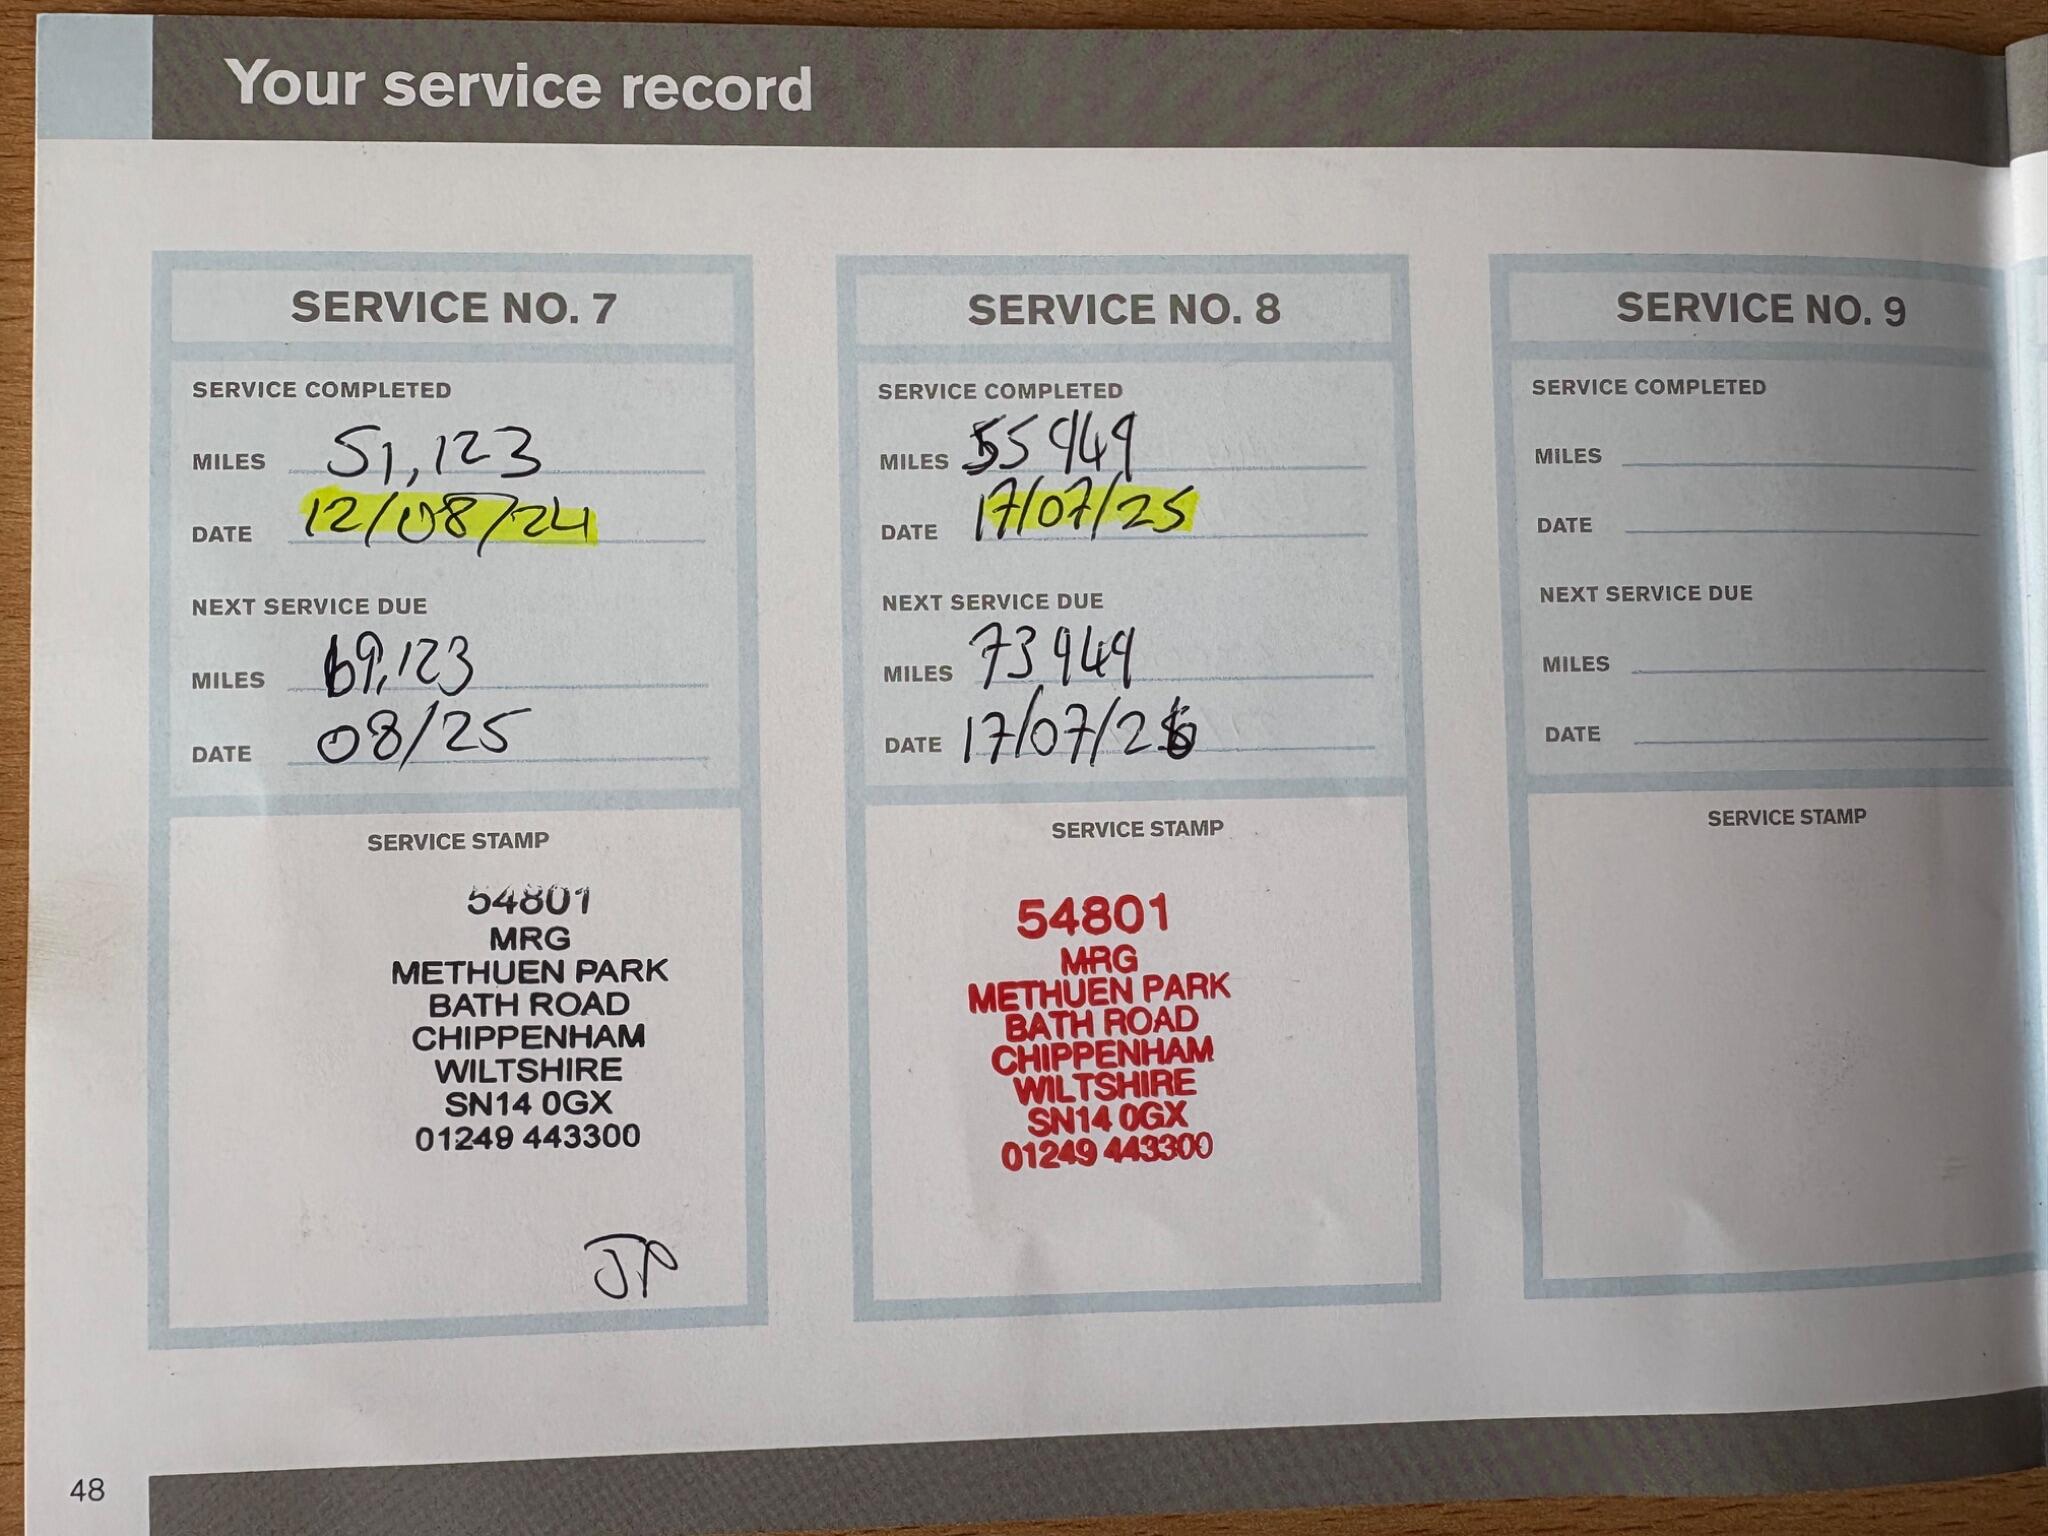 Your service record
SERVICE NO. 7
SERVICE COMPLETED
MILES 51,123
DATE 12/08/24
NEXT SERVICE DUE
MILES 69,123
DATE 08/25
SERVICE STAMP
54801
MRG
METHUEN PARK
BATH ROAD
CHIPPENHAM
WILTSHIRE
SN14 0GX
01249 443300
JP
SERVICE NO. 8
SERVICE COMPLETED
MILES 55949
DATE 17/07/25
NEXT SERVICE DUE
MILES 73949
DATE 17/07/26
SERVICE STAMP
54801
MRG
METHUEN PARK
BATH ROAD
CHIPPENHAM
WILTSHIRE
SN14 0GX
01249 443300
SERVICE NO. 9
SERVICE COMPLETED
MILES
DATE
NEXT SERVICE DUE
MILES
DATE
SERVICE STAMP
48